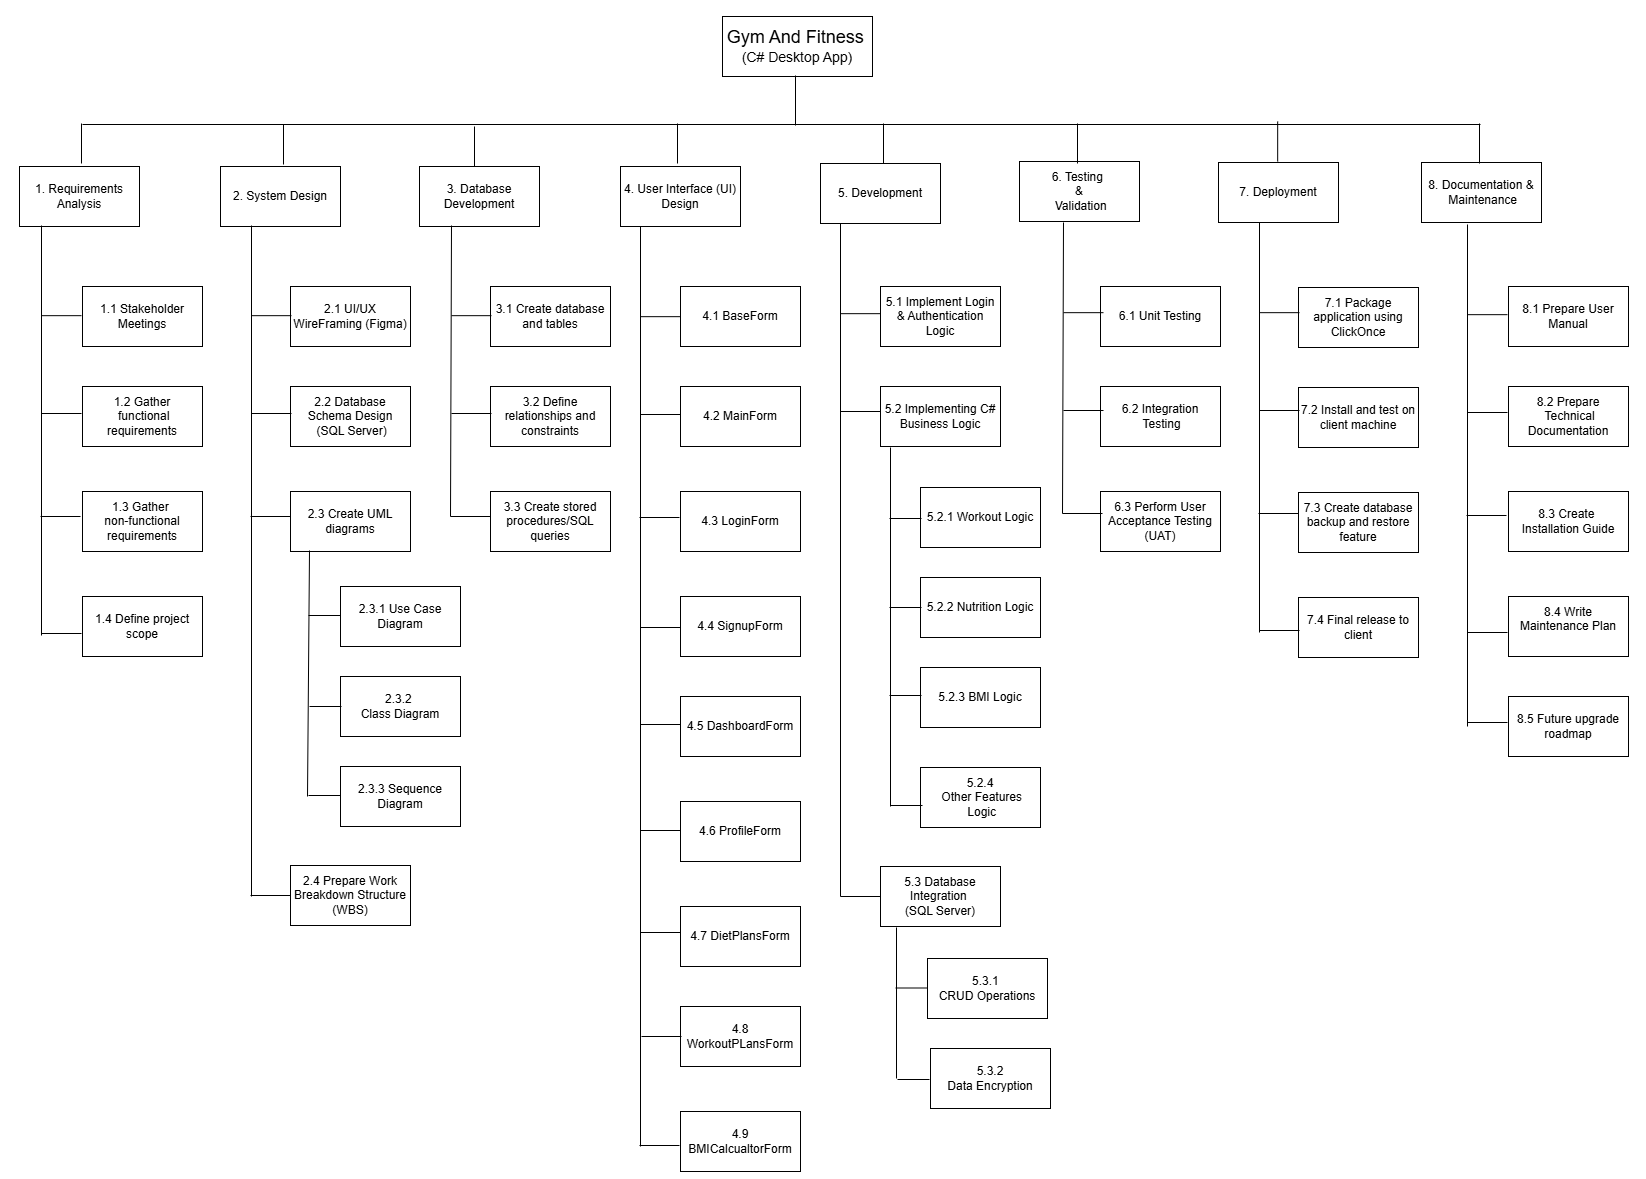 Gym And Fitness
(C# Desktop App)
1. Requirements
Analysis
2. System Design
3. Database
Development
4. User Interface (UI)
Design
5. Development
6. Testing
&
Validation
7. Deployment
8. Documentation &
Maintenance
1.1 Stakeholder
Meetings
1.2 Gather
functional
requirements
1.3 Gather
non-functional
requirements
1.4 Define project
scope
2.1 UI/UX
WireFraming (Figma)
2.2 Database
Schema Design
(SQL Server)
2.3 Create UML
diagrams
2.3.1 Use Case
Diagram
2.3.2
Class Diagram
2.3.3 Sequence
Diagram
2.4 Prepare Work
Breakdown Structure
(WBS)
3.1 Create database
and tables
3.2 Define
relationships and
constraints
3.3 Create stored
procedures/SQL
queries
4.1 BaseForm
4.2 MainForm
4.3 LoginForm
4.4 SignupForm
4.5 DashboardForm
4.6 ProfileForm
4.7 DietPlansForm
4.8
WorkoutPLansForm
4.9
BMICalcualtorForm
5.1 Implement Login
& Authentication
Logic
5.2 Implementing C#
Business Logic
5.2.1 Workout Logic
5.2.2 Nutrition Logic
5.2.3 BMI Logic
5.2.4
Other Features
Logic
5.3 Database
Integration
(SQL Server)
5.3.1
CRUD Operations
5.3.2
Data Encryption
6.1 Unit Testing
6.2 Integration
Testing
6.3 Perform User
Acceptance Testing
(UAT)
7.1 Package
application using
ClickOnce
7.2 Install and test on
client machine
7.3 Create database
backup and restore
feature
7.4 Final release to
client
8.1 Prepare User
Manual
8.2 Prepare
Technical
Documentation
8.3 Create
Installation Guide
8.4 Write
Maintenance Plan
8.5 Future upgrade
roadmap